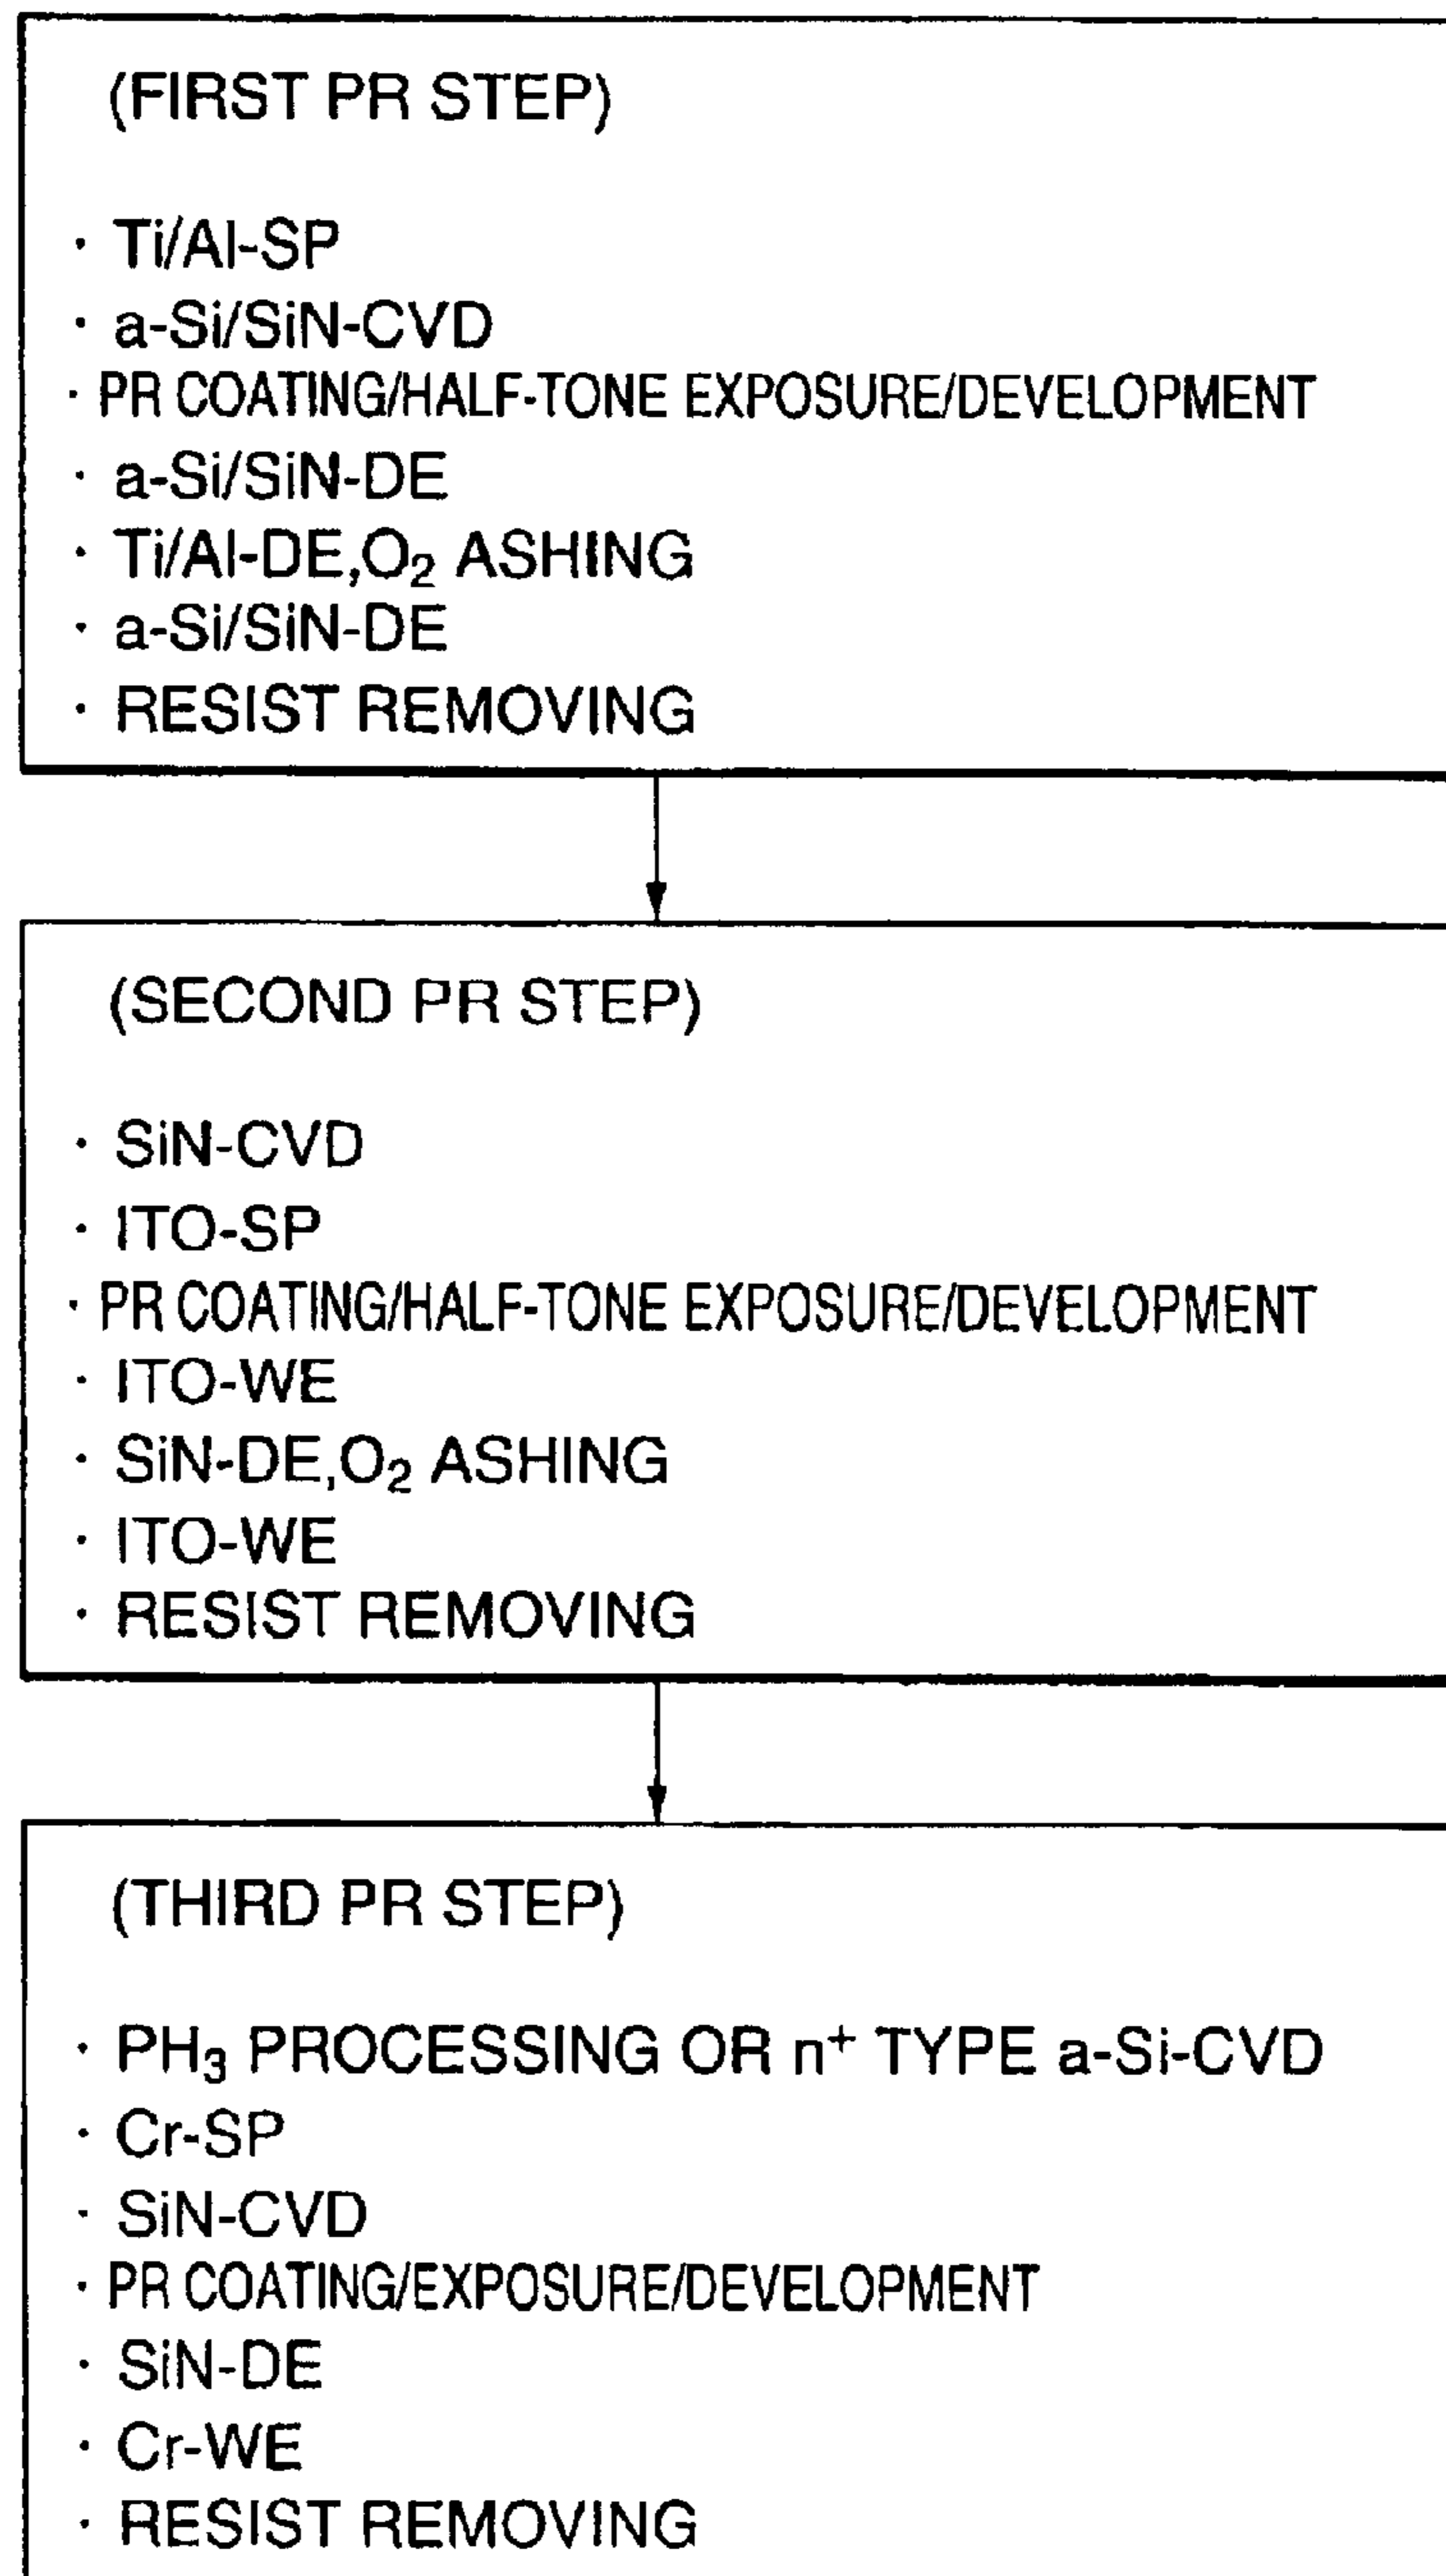 (FIRST PR STEP)
· Ti/Al-SP
· a-Si/SiN-CVD
· PR COATING/HALF-TONE EXPOSURE/DEVELOPMENT
· a-Si/SiN-DE
· Ti/Al-DE,O₂ ASHING
· a-Si/SiN-DE
· RESIST REMOVING
(SECOND PR STEP)
· SiN-CVD
· ITO-SP
· PR COATING/HALF-TONE EXPOSURE/DEVELOPMENT
· ITO-WE
· SiN-DE,O₂ ASHING
· ITO-WE
· RESIST REMOVING
(THIRD PR STEP)
· PH₃ PROCESSING OR n⁺ TYPE a-Si-CVD
· Cr-SP
· SiN-CVD
· PR COATING/EXPOSURE/DEVELOPMENT
· SiN-DE
· Cr-WE
· RESIST REMOVING